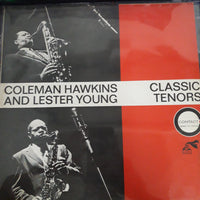 COLEMAN HAWKINS
AND LESTER YOUNG
CLASSIC
TENORS
CONTACT